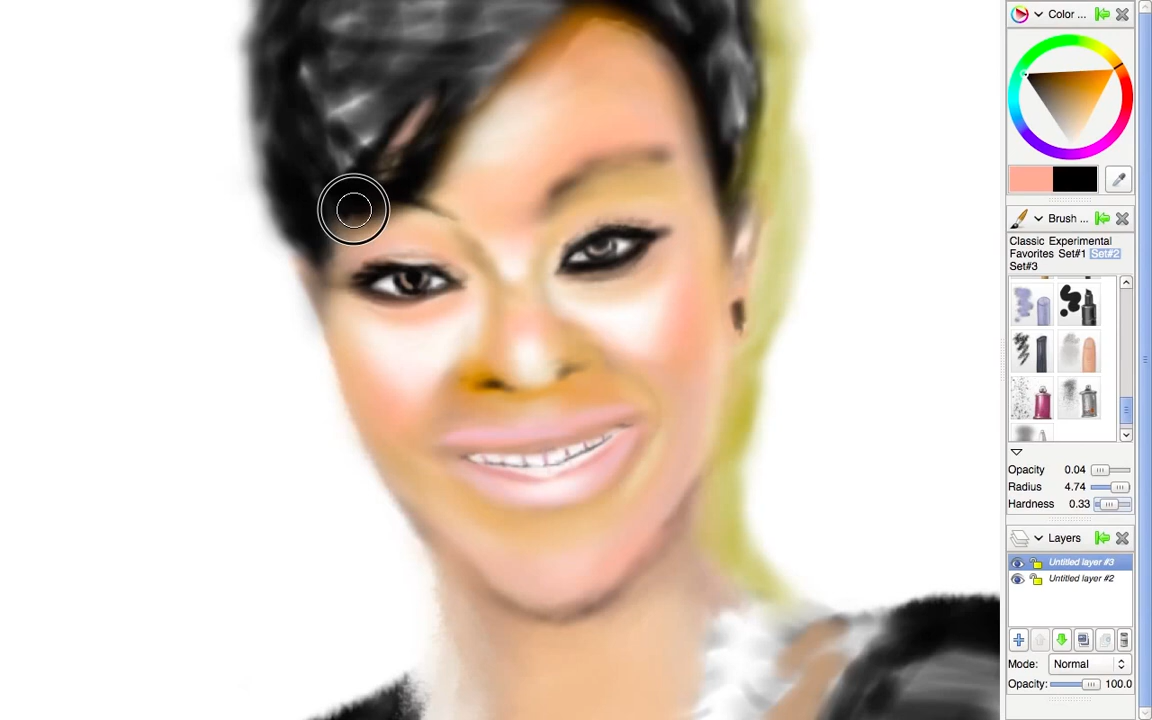 Color ...
Brush ...
Classic Experimental
Favorites Set#1 Set#2
Set#3
Opacity 0.04
Radius 4.74
Hardness 0.33
Layers
Untitled layer #3
Untitled layer #2
Mode: Normal
Opacity: 100.0